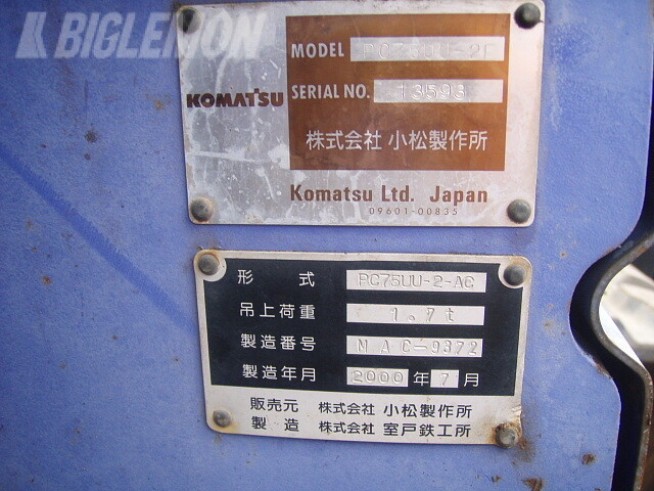 BIGLEMON
MODEL PC75UU-2E
SERIAL NO. 13593
KOMATSU
株式会社 小松製作所
Komatsu Ltd. Japan
09601-00835
形 式 PC75UU-2-AC
吊上荷重 1.7t
製造番号 MAC-9372
製造年月 2000年7月
販売元 株式会社 小松製作所
製造 株式会社 室戸鉄工所